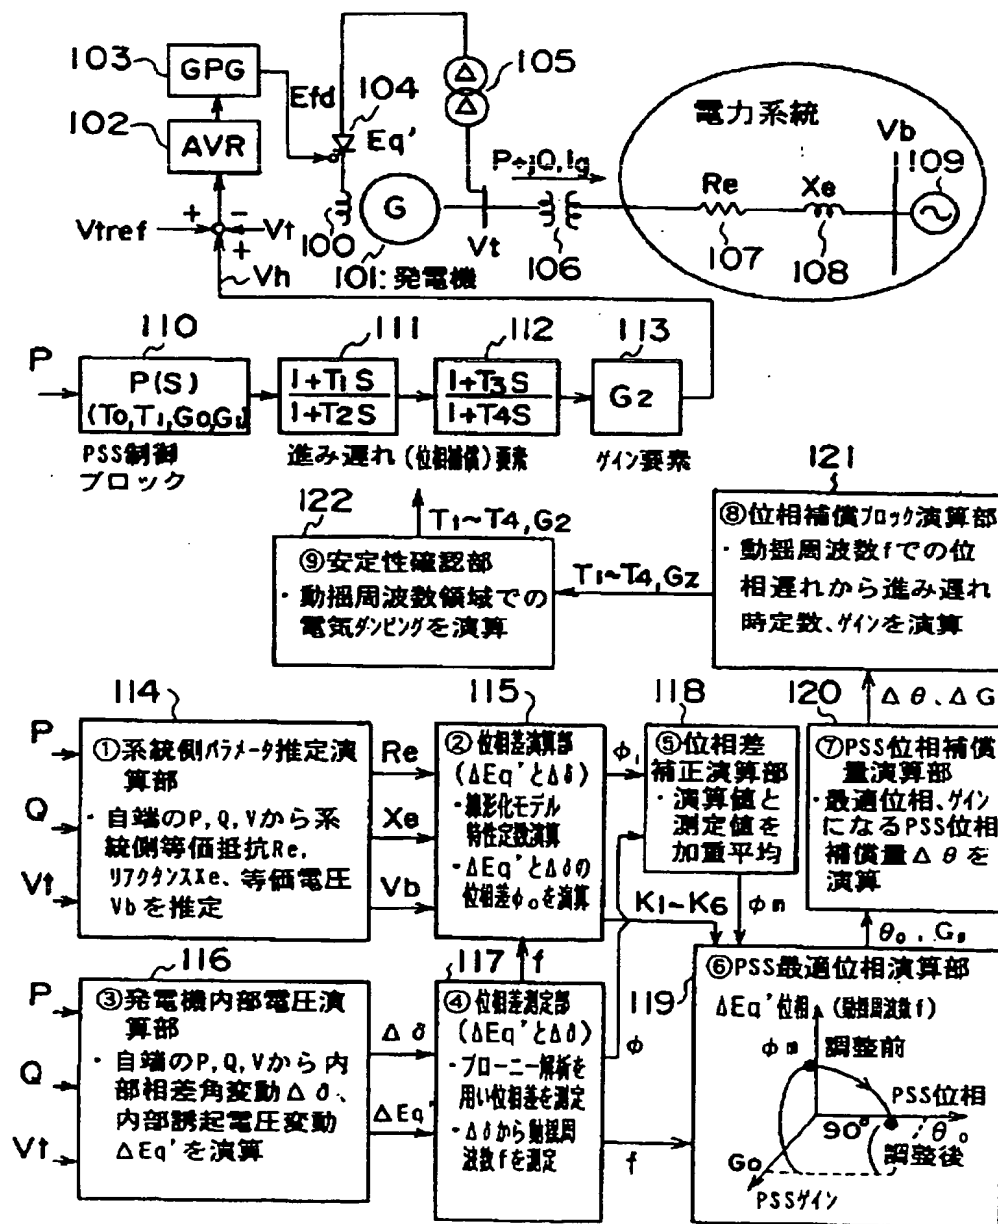 103
GPG
Efd
104
105
電力系統
102
AVR
Eq'
Vb
109
P+jQ, Ig
Re
Xe
G
Vtref
+
-
Vt
+
100
Vt
106
107
108
Vh
101:発電機
110
111
112
113
P
P(S)
(T0,T1,G0,G1)
1+T1S
1+T2S
1+T3S
1+T4S
G2
PSS制御
ブロック
進み遅れ(位相補償)要素
ゲイン要素
122
T1~T4,G2
121
⑨安定性確認部
・動揺周波数領域での
電気ダンピングを演算
T1~T4,G2
⑧位相補償ブロック演算部
・動揺周波数fでの位
相遅れから進み遅れ
時定数、ゲインを演算
114
115
118
120
Δθ、ΔG
P
Q
Vt
①系統側パラメータ推定演
算部
・自端のP,Q,Vから系
統側等価抵抗Re,
リアクタンスXe、等価電圧
Vbを推定
Re
Xe
Vb
②位相差演算部
(ΔEq'とΔδ)
・線形化モデル
特性定数演算
・ΔEq'とΔδの
位相差φ0を演算
φ1
⑤位相差
補正演算部
・演算値と
測定値を
加重平均
⑦PSS位相補償
量演算部
・最適位相、ゲイン
になるPSS位相
補償量Δθを
演算
K1~K6
φm
θ0、G0
116
117
f
119
P
Q
Vt
③発電機内部電圧演
算部
・自端のP,Q,Vから内
部相差角変動Δδ、
内部誘起電圧変動
ΔEq'を演算
Δδ
ΔEq'
④位相差測定部
(ΔEq'とΔδ)
・プローニー解析を
用い位相差を測定
・Δδから動揺周
波数fを測定
φ
f
⑥PSS最適位相演算部
ΔEq'位相(動揺周波数f)
φm
調整前
PSS位相
90°
θ0
調整後
G0
PSSゲイン